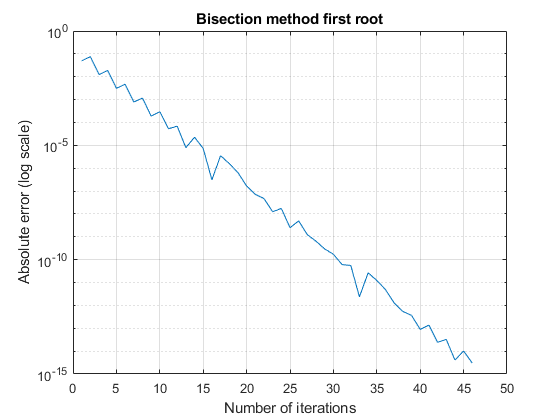 Bisection method first root
10^0
10^-5
10^-10
10^-15
Absolute error (log scale)
0 5 10 15 20 25 30 35 40 45 50
Number of iterations